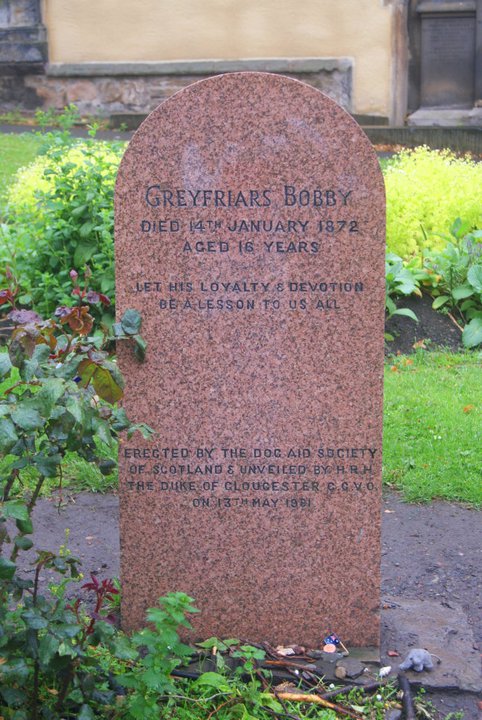 GREYFRIARS BOBBY
DIED 14TH JANUARY 1872
AGED 16 YEARS
LET HIS LOYALTY & DEVOTION
BE A LESSON TO US ALL
ERECTED BY THE DOG AID SOCIETY
OF SCOTLAND & UNVEILED BY H.R.H.
THE DUKE OF GLOUCESTER G.C.V.O.
ON 13TH MAY 1981